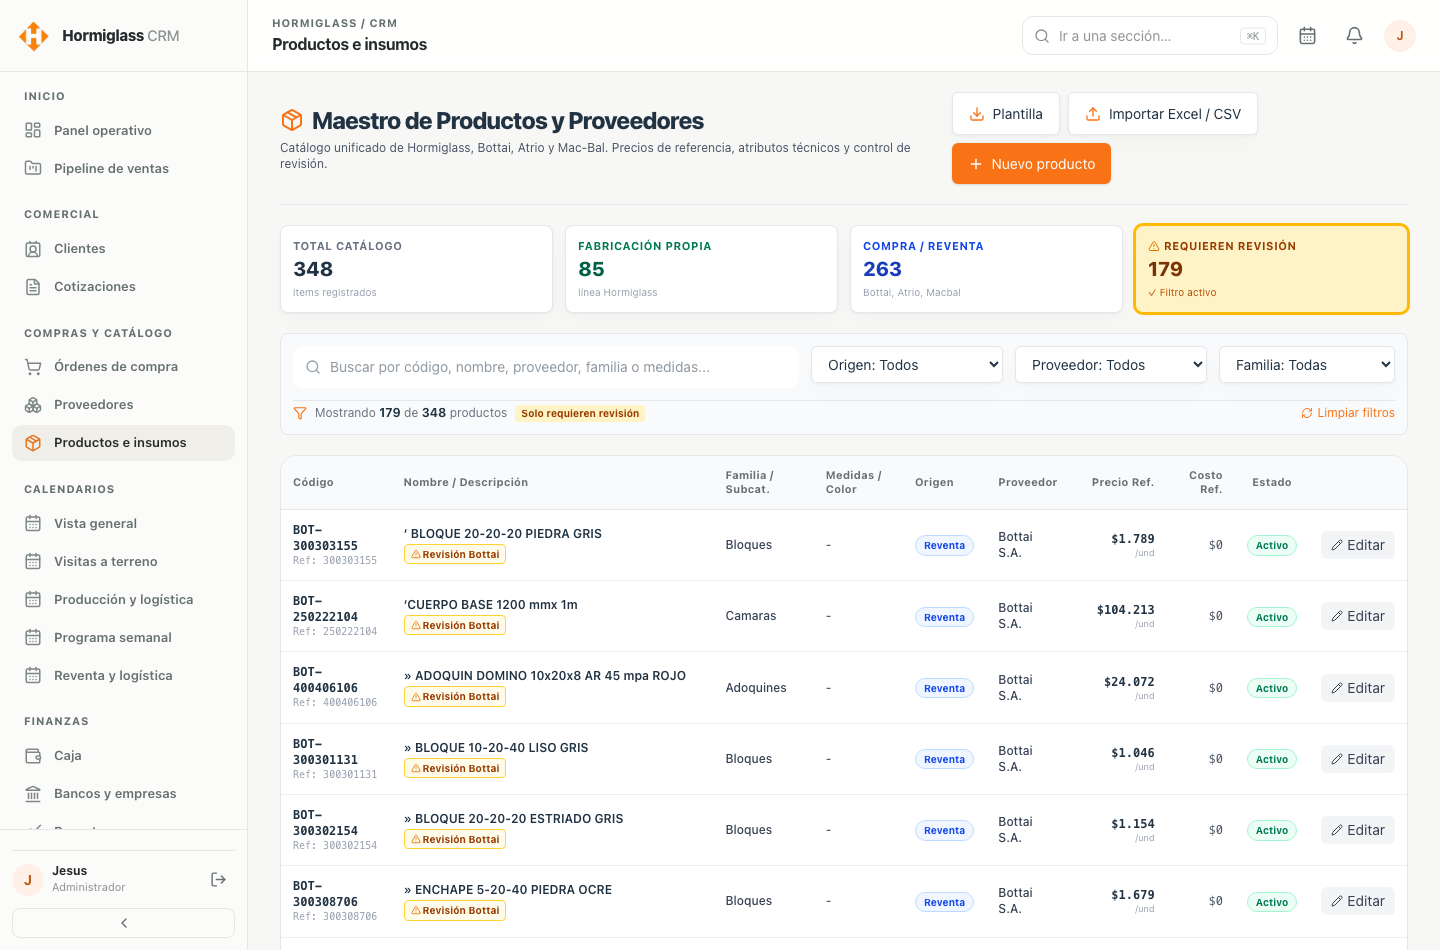 Hormiglass CRM
INICIO
Panel operativo
Pipeline de ventas
COMERCIAL
Clientes
Cotizaciones
COMPRAS Y CATÁLOGO
Órdenes de compra
Proveedores
Productos e insumos
CALENDARIOS
Vista general
Visitas a terreno
Producción y logística
Programa semanal
Reventa y logística
FINANZAS
Caja
Bancos y empresas
J
Jesus
Administrador
HORMIGLASS / CRM
Productos e insumos
Ir a una sección...
⌘K
J
Maestro de Productos y Proveedores
Catálogo unificado de Hormiglass, Bottai, Atrio y Mac-Bal. Precios de referencia, atributos técnicos y control de
revisión.
Plantilla
Importar Excel / CSV
+ Nuevo producto
TOTAL CATÁLOGO
348
items registrados
FABRICACIÓN PROPIA
85
línea Hormiglass
COMPRA / REVENTA
263
Bottai, Atrio, Macbal
REQUIEREN REVISIÓN
179
✓ Filtro activo
Buscar por código, nombre, proveedor, familia o medidas...
Origen: Todos
Proveedor: Todos
Familia: Todas
Mostrando 179 de 348 productos Solo requieren revisión
Limpiar filtros
Código Nombre / Descripción Familia / Subcat. Medidas / Color Origen Proveedor Precio Ref. Costo Ref. Estado
BOT-300303155 Ref: 300303155 ‘ BLOQUE 20-20-20 PIEDRA GRIS Revisión Bottai Bloques - Reventa Bottai S.A. $1.789 /und $0 Activo Editar
BOT-250222104 Ref: 250222104 ‘CUERPO BASE 1200 mmx 1m Revisión Bottai Camaras - Reventa Bottai S.A. $104.213 /und $0 Activo Editar
BOT-400406106 Ref: 400406106 » ADOQUIN DOMINO 10x20x8 AR 45 mpa ROJO Revisión Bottai Adoquines - Reventa Bottai S.A. $24.072 /und $0 Activo Editar
BOT-300301131 Ref: 300301131 » BLOQUE 10-20-40 LISO GRIS Revisión Bottai Bloques - Reventa Bottai S.A. $1.046 /und $0 Activo Editar
BOT-300302154 Ref: 300302154 » BLOQUE 20-20-20 ESTRIADO GRIS Revisión Bottai Bloques - Reventa Bottai S.A. $1.154 /und $0 Activo Editar
BOT-300308706 Ref: 300308706 » ENCHAPE 5-20-40 PIEDRA OCRE Revisión Bottai Bloques - Reventa Bottai S.A. $1.679 /und $0 Activo Editar